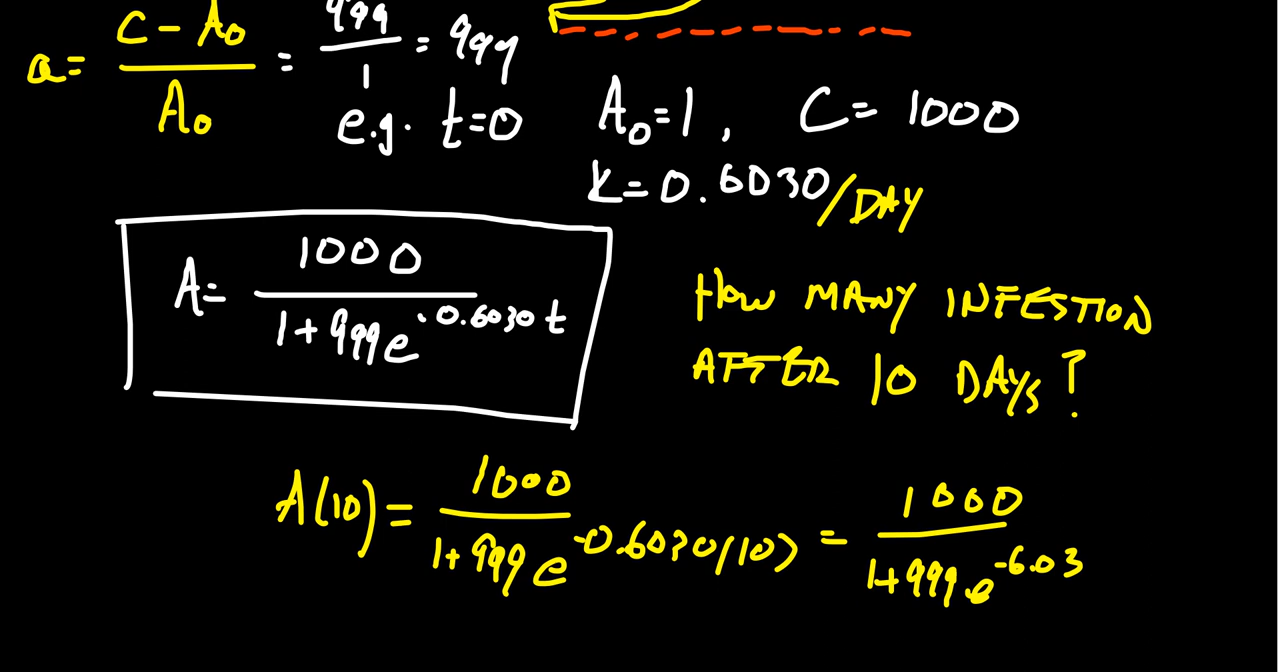 a = (C - A₀)/A₀ = 999/1 = 999
e.g. t=0 A₀=1, C= 1000
K=0.6030/DAY
A= 1000/(1+999e^-0.6030t)
HOW MANY INFESTION
AFTER 10 DAYS?
A(10) = 1000/(1+999e^-0.6030(10)) = 1000/(1+999e^-6.03)